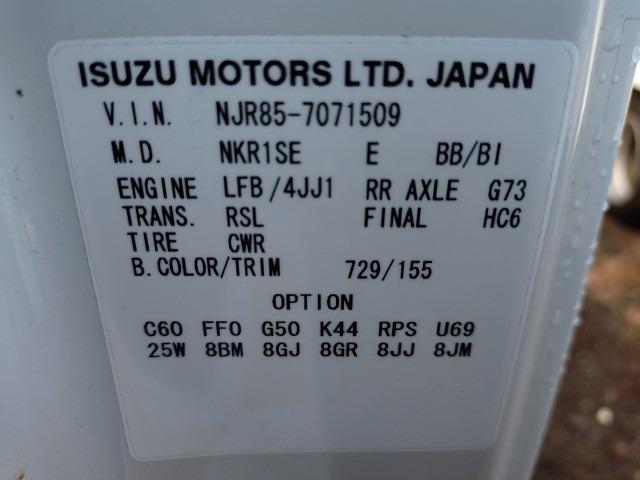 ISUZU MOTORS LTD. JAPAN
V.I.N. NJR85-7071509
M.D. NKR1SE E BB/BI
ENGINE LFB/4JJ1 RR AXLE G73
TRANS. RSL FINAL HC6
TIRE CWR
B.COLOR/TRIM 729/155
OPTION
C60 FF0 G50 K44 RPS U69
25W 8BM 8GJ 8GR 8JJ 8JM